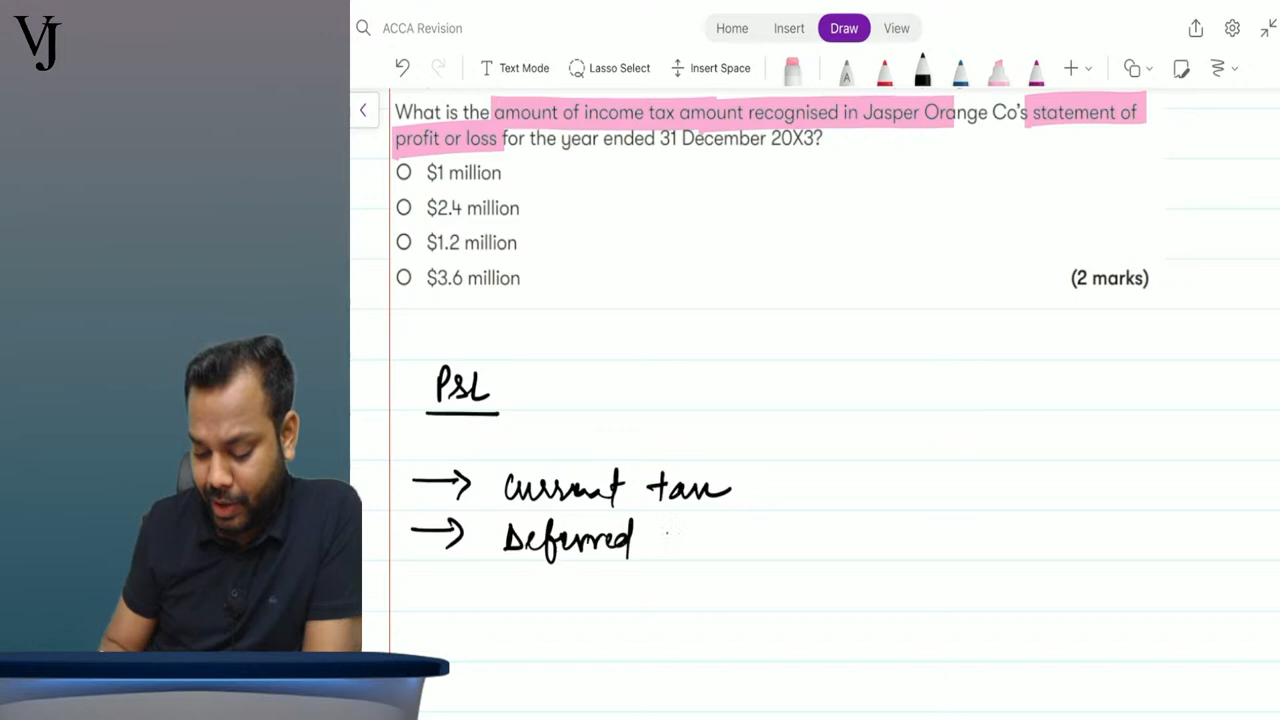 VJ
ACCA Revision
Home Insert Draw View
Text Mode Lasso Select Insert Space
What is the amount of income tax amount recognised in Jasper Orange Co's statement of
profit or loss for the year ended 31 December 20X3?
$1 million
$2.4 million
$1.2 million
$3.6 million (2 marks)
P&L
→ Current tax
→ Deferred